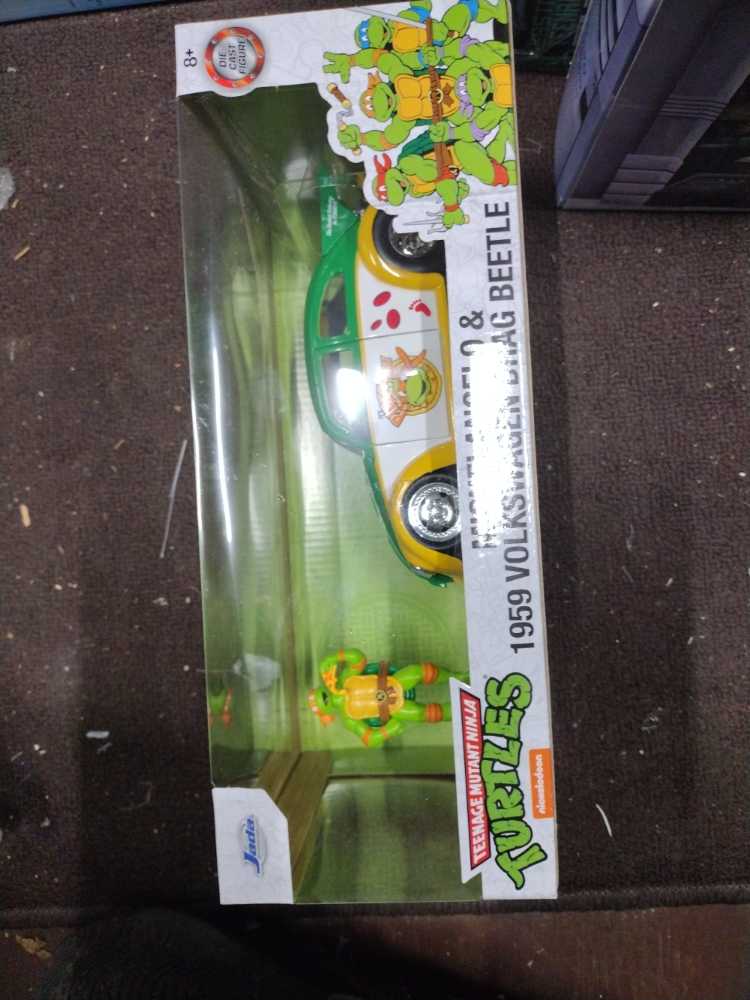 TEENAGE MUTANT NINJA
TURTLES
nickelodeon
MICHELANGELO &
1959 VOLKSWAGEN DRAG BEETLE
Jada
8+
DIE
CAST
FIGURE